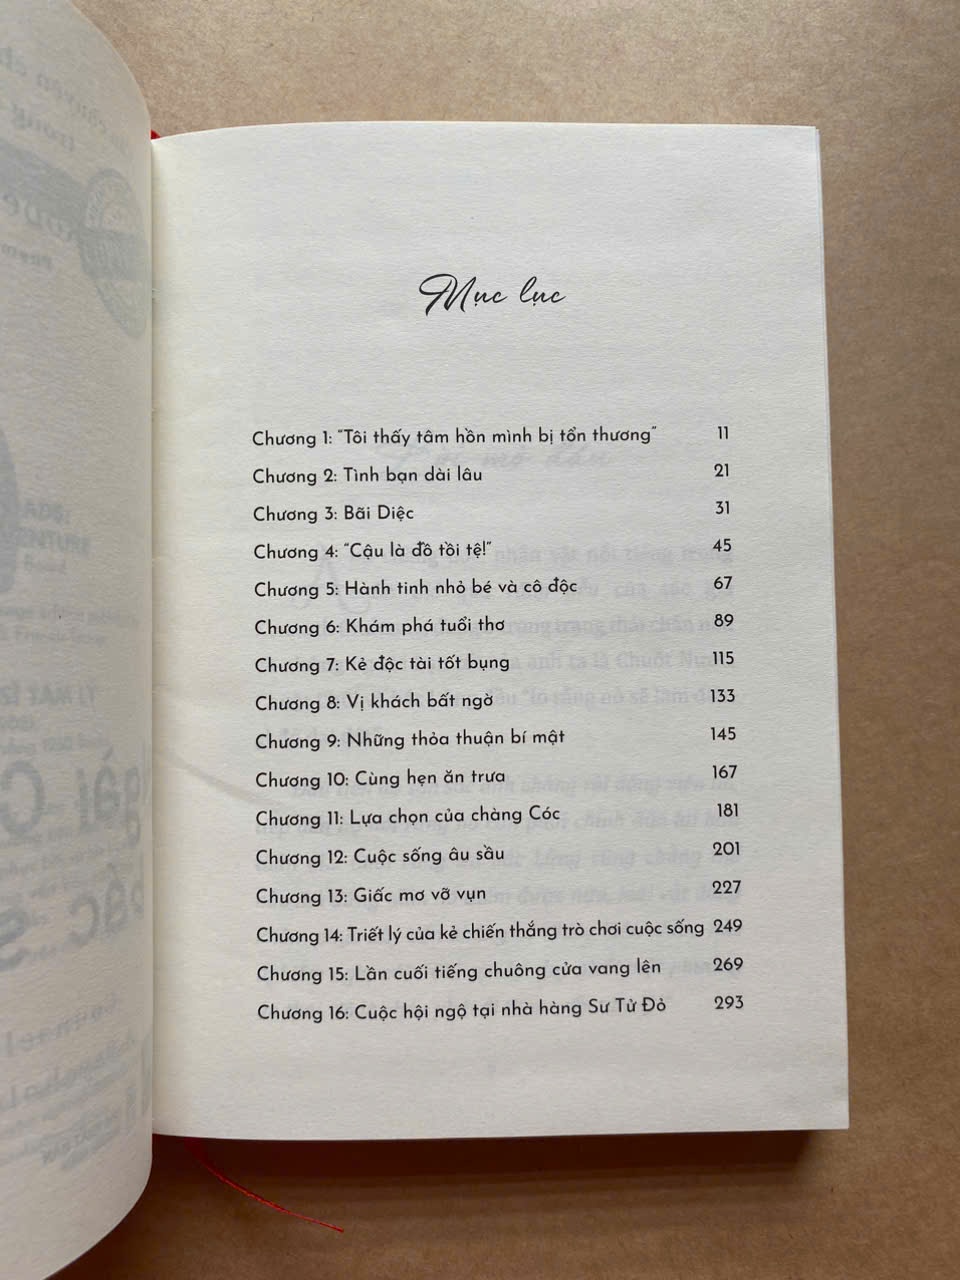 Mục lục
Chương 1: "Tôi thấy tâm hồn mình bị tổn thương" 11
Chương 2: Tình bạn dài lâu 21
Chương 3: Bãi Diệc 31
Chương 4: "Cậu là đồ tồi tệ!" 45
Chương 5: Hành tinh nhỏ bé và cô độc 67
Chương 6: Khám phá tuổi thơ 89
Chương 7: Kẻ độc tài tốt bụng 115
Chương 8: Vị khách bất ngờ 133
Chương 9: Những thỏa thuận bí mật 145
Chương 10: Cùng hẹn ăn trưa 167
Chương 11: Lựa chọn của chàng Cóc 181
Chương 12: Cuộc sống âu sầu 201
Chương 13: Giấc mơ vỡ vụn 227
Chương 14: Triết lý của kẻ chiến thắng trò chơi cuộc sống 249
Chương 15: Lần cuối tiếng chuông cửa vang lên 269
Chương 16: Cuộc hội ngộ tại nhà hàng Sư Tử Đỏ 293